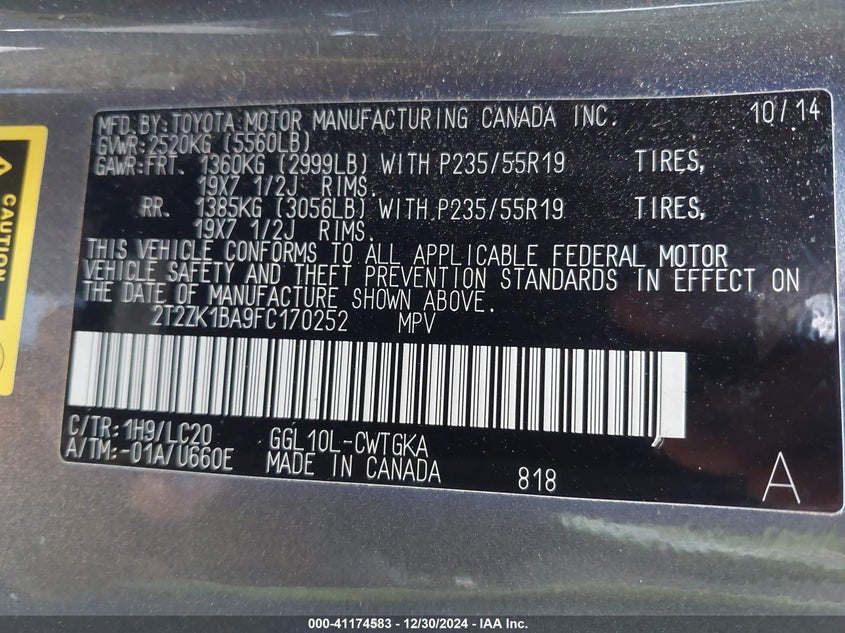 MFD.BY:TOYOTA MOTOR MANUFACTURING CANADA INC. 10/14
GVWR:2520KG (5560LB)
GAWR:FRT. 1360KG (2999LB) WITH P235/55R19 TIRES,
19X7 1/2J RIMS.
RR. 1385KG (3056LB) WITH P235/55R19 TIRES,
19X7 1/2J RIMS.
THIS VEHICLE CONFORMS TO ALL APPLICABLE FEDERAL MOTOR
VEHICLE SAFETY AND THEFT PREVENTION STANDARDS IN EFFECT ON
THE DATE OF MANUFACTURE SHOWN ABOVE.
2T2ZK1BA9FC170252 MPV
C/TR:1H9/LC20 GGL10L-CWTGKA
A/TM:-01A/U660E MADE IN CANADA 818 A
CAUTION
000-41174583 - 12/30/2024 - IAA Inc.